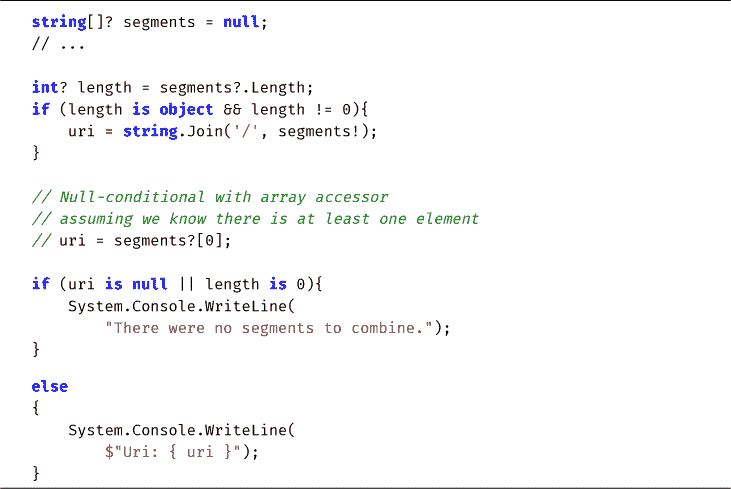 string[]? segments = null;
// ...
int? length = segments?.Length;
if (length is object && length != 0){
    uri = string.Join('/', segments!);
}
// Null-conditional with array accessor
// assuming we know there is at least one element
// uri = segments?[0];
if (uri is null || length is 0){
    System.Console.WriteLine(
        "There were no segments to combine.");
}
else
{
    System.Console.WriteLine(
        $"Uri: { uri }");
}